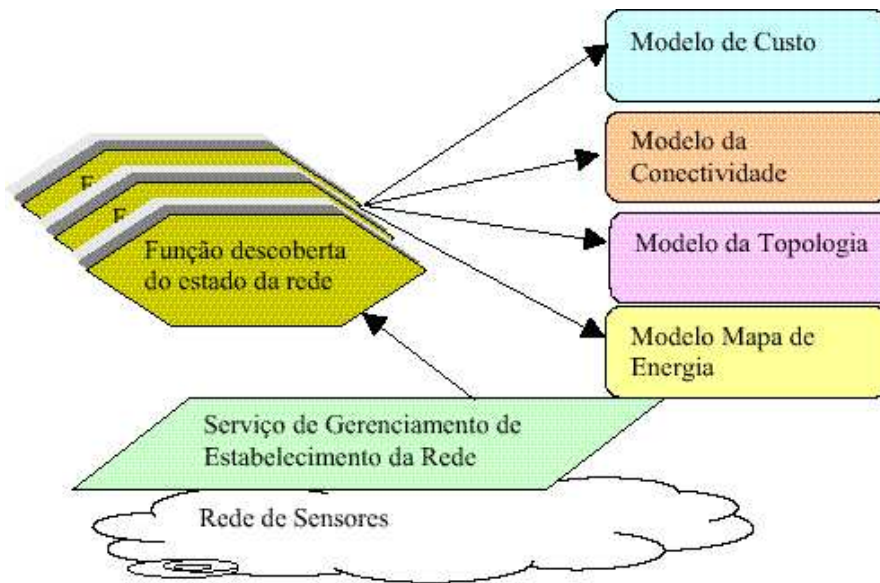 Modelo de Custo
Modelo da
Conectividade
Modelo da Topologia
Modelo Mapa de
Energia
F
F
Função descoberta
do estado da rede
Serviço de Gerenciamento de
Estabelecimento da Rede
Rede de Sensores